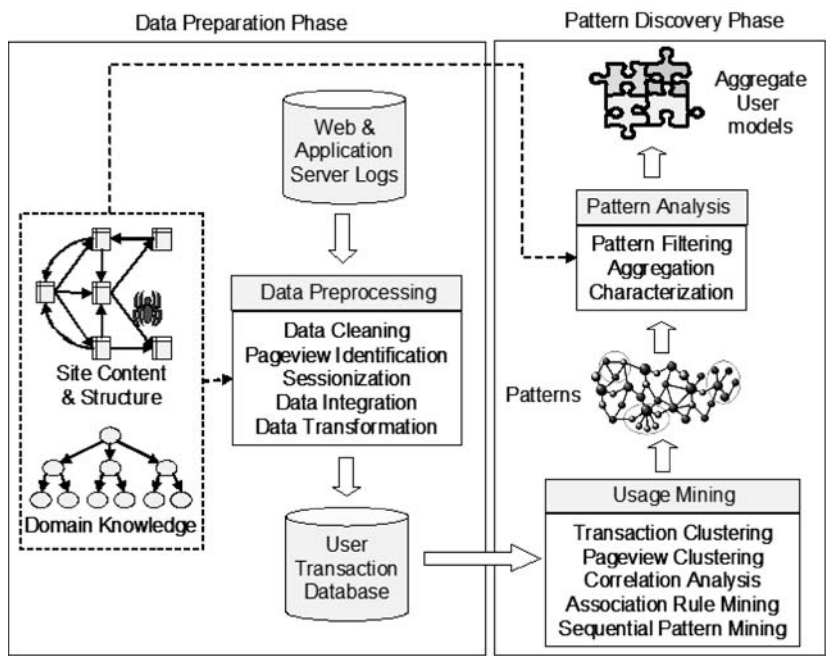 Data Preparation Phase
Web &
Application
Server Logs
Site Content
& Structure
Domain Knowledge
Data Preprocessing
Data Cleaning
Pageview Identification
Sessionization
Data Integration
Data Transformation
User
Transaction
Database
Pattern Discovery Phase
Aggregate
User
models
Pattern Analysis
Pattern Filtering
Aggregation
Characterization
Patterns
Usage Mining
Transaction Clustering
Pageview Clustering
Correlation Analysis
Association Rule Mining
Sequential Pattern Mining